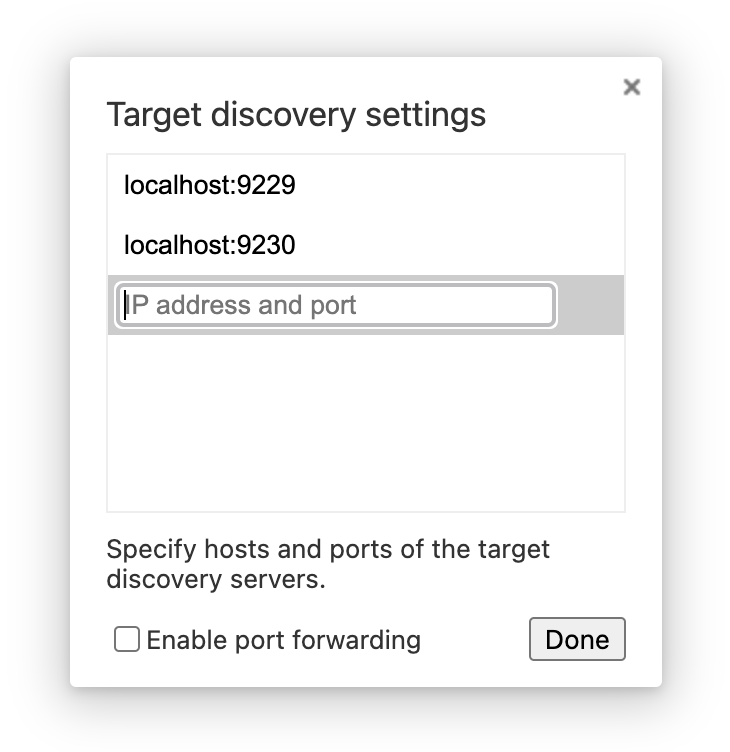 Target discovery settings
localhost:9229
localhost:9230
IP address and port
Specify hosts and ports of the target
discovery servers.
Enable port forwarding
Done